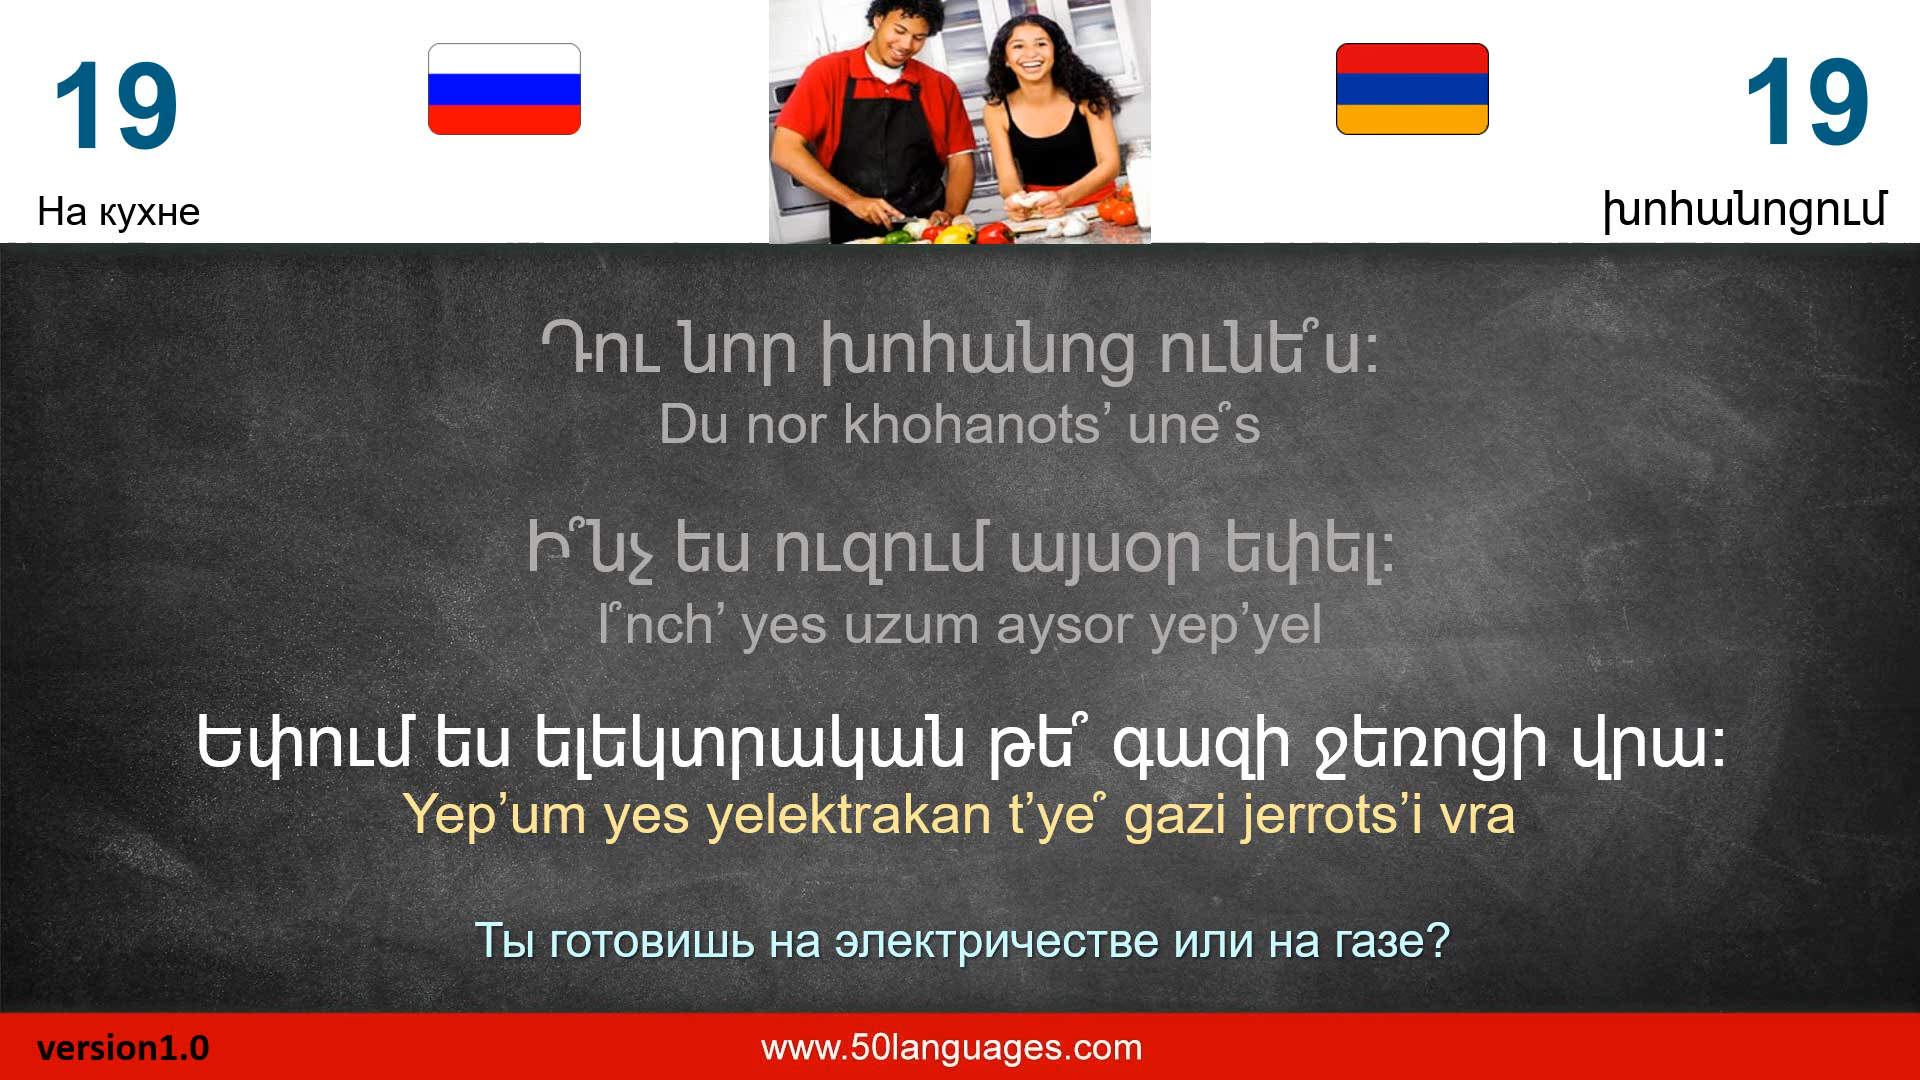 19
19
На кухне
խոհանոցում
Դու նոր խոհանոց ունե՞ս:
Du nor khohanots’ une՞s
Ի՞նչ ես ուզում այսօր եփել:
I՞nch’ yes uzum aysor yep’yel
Եփում ես ելեկտրական թե՞ գազի ջեռոցի վրա:
Yep’um yes yelektrakan t’ye՞ gazi jerrots’i vra
Ты готовишь на электричестве или на газе?
version1.0
www.50languages.com